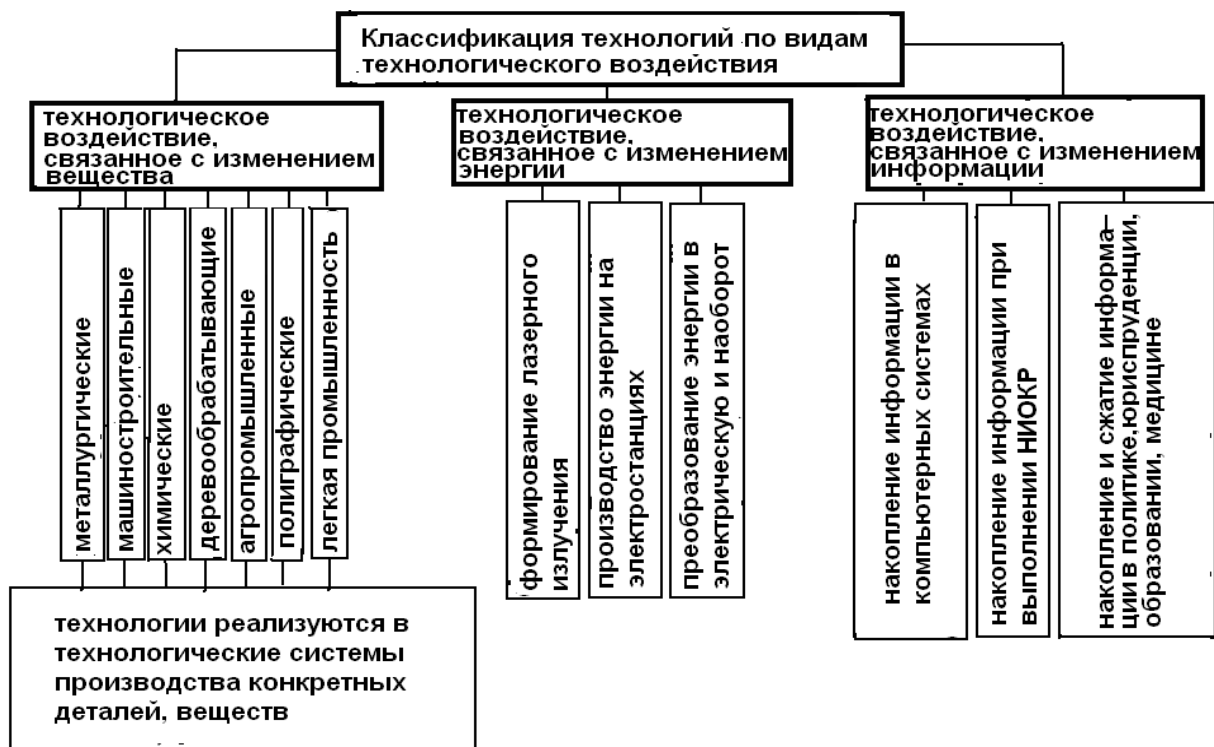 Классификация технологий по видам
технологического воздействия
технологическое
воздействие,
связанное с изменением
вещества
технологическое
воздействие,
связанное с изменением
энергии
технологическое
воздействие,
связанное с изменением
информации
металлургические
машиностроительные
химические
деревообрабатывающие
агропромышленные
полиграфические
легкая промышленность
формирование лазерного
излучения
производство энергии на
электростанциях
преобразование энергии в
электрическую и наоборот
накопление информации в
компьютерных системах
накопление информации при
выполнении НИОКР
накопление и сжатие информа–
ции в политике,юриспруденции,
образовании, медицине
технологии реализуются в
технологические системы
производства конкретных
деталей, веществ